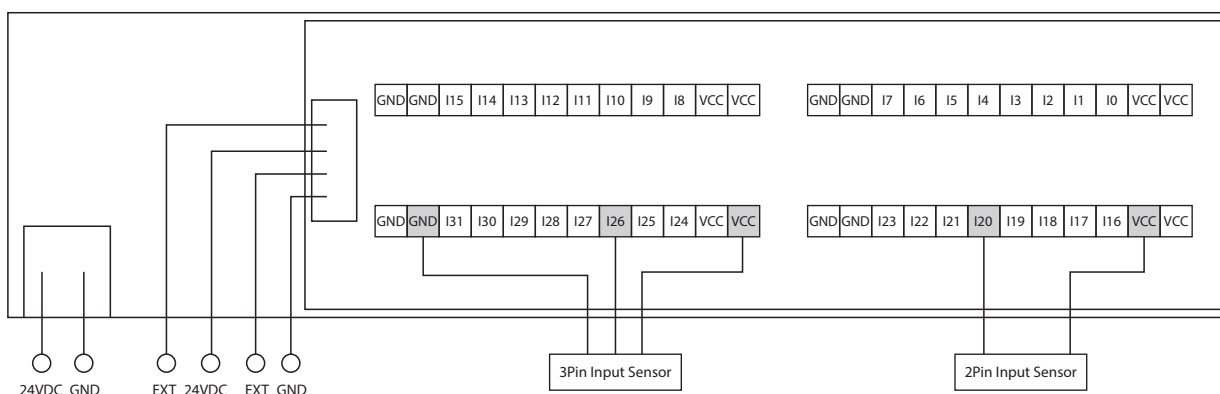 GND GND I15 I14 I13 I12 I11 I10 I9 I8 VCC VCC
GND GND I7 I6 I5 I4 I3 I2 I1 I0 VCC VCC
GND GND I31 I30 I29 I28 I27 I26 I25 I24 VCC VCC
GND GND I23 I22 I21 I20 I19 I18 I17 I16 VCC VCC
3Pin Input Sensor
2Pin Input Sensor
24VDC GND EXT 24VDC EXT GND